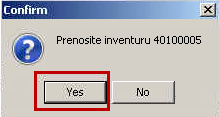 Confirm
Prenosite inventuru 40100005
Yes
No